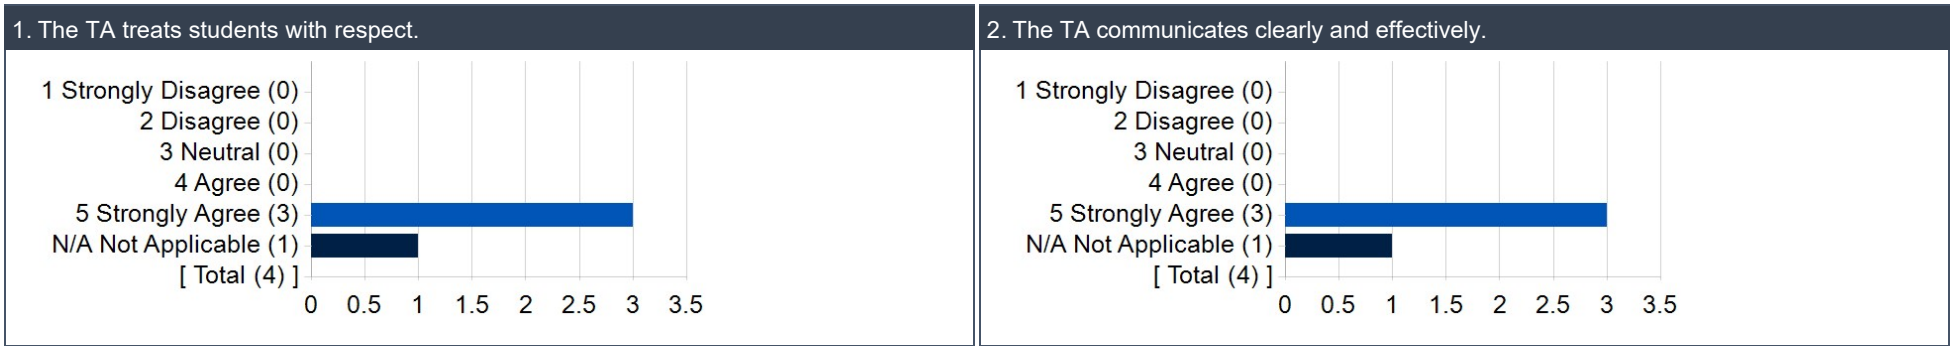 1. The TA treats students with respect.
1 Strongly Disagree (0)
2 Disagree (0)
3 Neutral (0)
4 Agree (0)
5 Strongly Agree (3)
N/A Not Applicable (1)
[ Total (4) ]
0 0.5 1 1.5 2 2.5 3 3.5
2. The TA communicates clearly and effectively.
1 Strongly Disagree (0)
2 Disagree (0)
3 Neutral (0)
4 Agree (0)
5 Strongly Agree (3)
N/A Not Applicable (1)
[ Total (4) ]
0 0.5 1 1.5 2 2.5 3 3.5